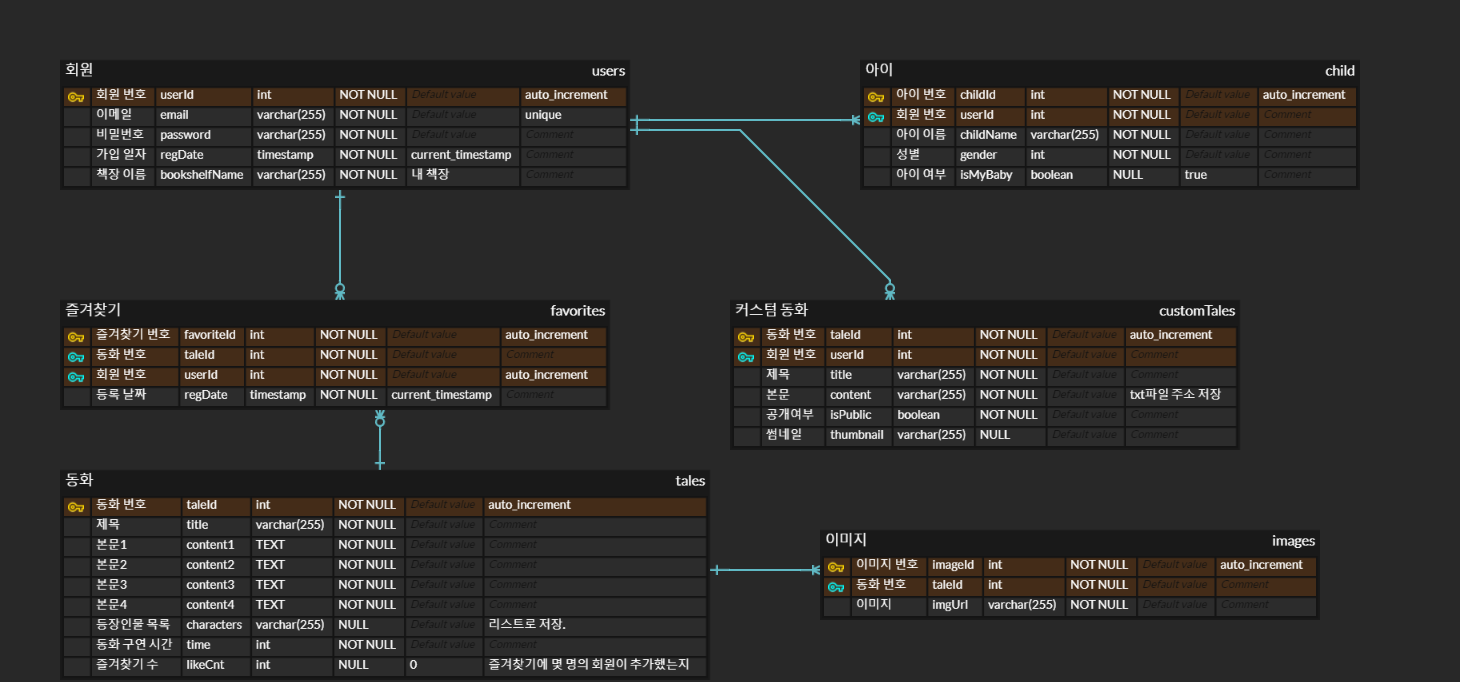 회원 users
회원 번호 userId int NOT NULL Default value auto_increment
이메일 email varchar(255) NOT NULL Default value unique
비밀번호 password varchar(255) NOT NULL Default value Comment
가입 일자 regDate timestamp NOT NULL current_timestamp Comment
책장 이름 bookshelfName varchar(255) NOT NULL 내 책장 Comment
아이 child
아이 번호 childId int NOT NULL Default value auto_increment
회원 번호 userId int NOT NULL Default value Comment
아이 이름 childName varchar(255) NOT NULL Default value Comment
성별 gender int NOT NULL Default value Comment
아이 여부 isMyBaby boolean NULL true Comment
즐겨찾기 favorites
즐겨찾기 번호 favoriteId int NOT NULL Default value auto_increment
동화 번호 taleId int NOT NULL Default value Comment
회원 번호 userId int NOT NULL Default value auto_increment
등록 날짜 regDate timestamp NOT NULL current_timestamp Comment
커스텀 동화 customTales
동화 번호 taleId int NOT NULL Default value auto_increment
회원 번호 userId int NOT NULL Default value Comment
제목 title varchar(255) NOT NULL Default value Comment
본문 content varchar(255) NOT NULL Default value txt파일 주소 저장
공개여부 isPublic boolean NOT NULL Default value Comment
썸네일 thumbnail varchar(255) NULL Default value Comment
동화 tales
동화 번호 taleId int NOT NULL Default value auto_increment
제목 title varchar(255) NOT NULL Default value Comment
본문1 content1 TEXT NOT NULL Default value Comment
본문2 content2 TEXT NOT NULL Default value Comment
본문3 content3 TEXT NOT NULL Default value Comment
본문4 content4 TEXT NOT NULL Default value Comment
등장인물 목록 characters varchar(255) NULL Default value 리스트로 저장.
동화 구연 시간 time int NOT NULL Default value Comment
즐겨찾기 수 likeCnt int NULL 0 즐겨찾기에 몇 명의 회원이 추가했는지
이미지 images
이미지 번호 imageId int NOT NULL Default value auto_increment
동화 번호 taleId int NOT NULL Default value Comment
이미지 imgUrl varchar(255) NOT NULL Default value Comment